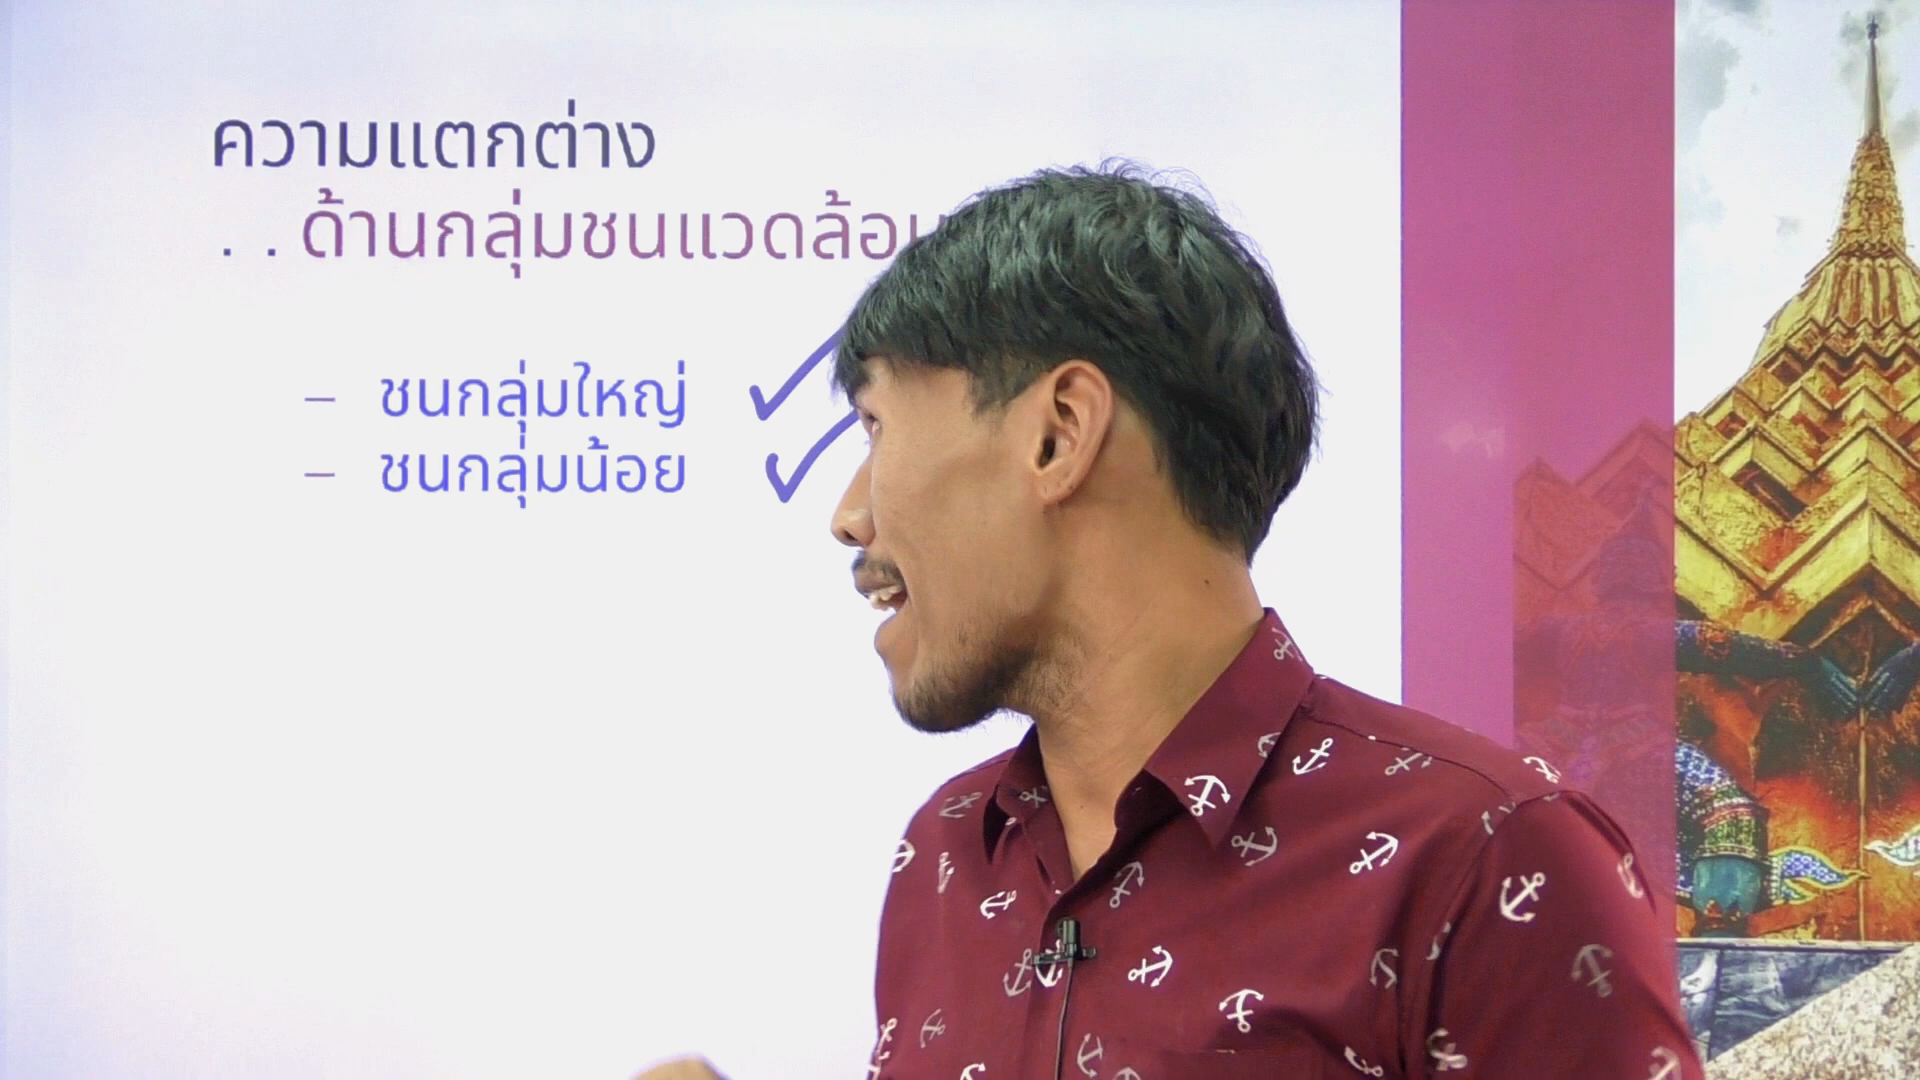 ความแตกต่าง
. . ด้านกลุ่มชนแวดล้อม
– ชนกลุ่มใหญ่
– ชนกลุ่มน้อย